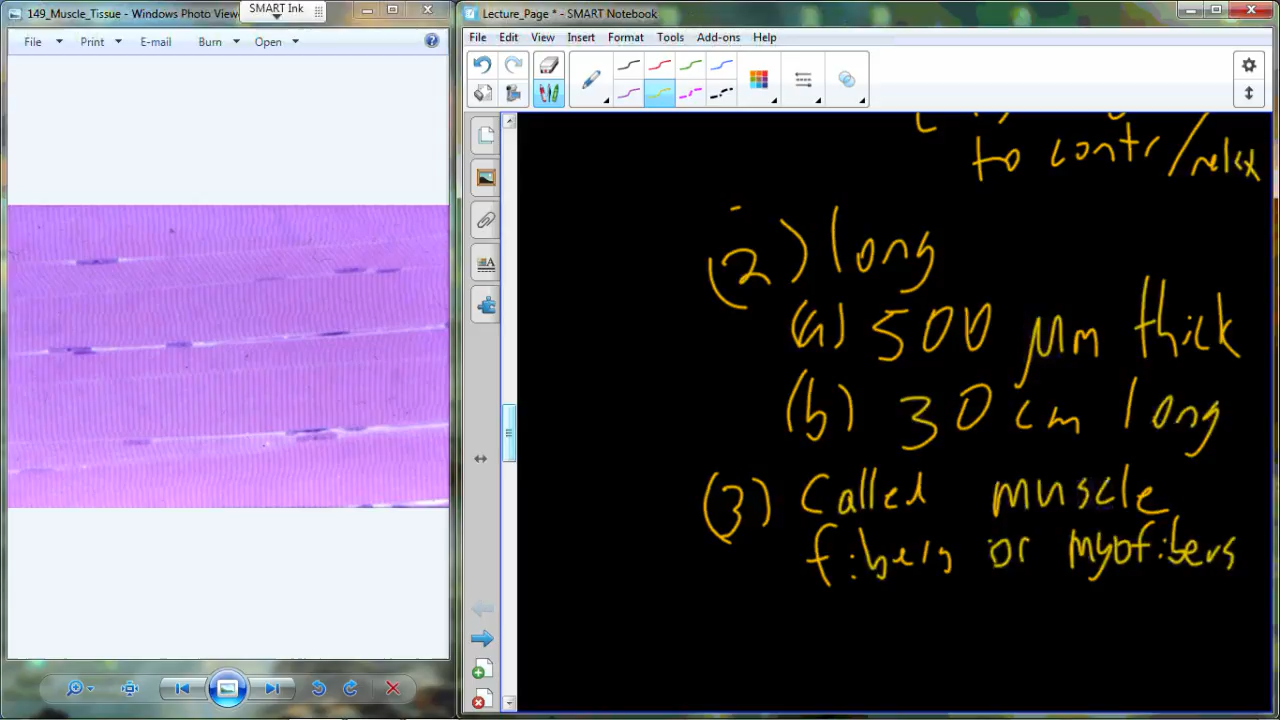 149_Muscle_Tissue - Windows Photo View
SMART Ink
File Print E-mail Burn Open
Lecture_Page * - SMART Notebook
File Edit View Insert Format Tools Add-ons Help
to contr/relax
(2) long
(a) 500 μm thick
(b) 30 cm long
(3) Called muscle
fibers or myofibers